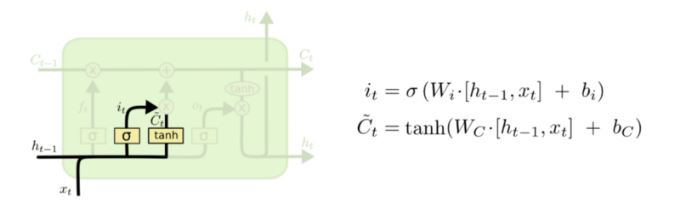 h_t
C_{t-1}
C_t
tanh
f_t
i_t
C̃_t
o_t
σ
σ
tanh
σ
h_{t-1}
h_t
x_t
i_t = σ (W_i·[h_{t-1}, x_t] + b_i)
C̃_t = tanh(W_C·[h_{t-1}, x_t] + b_C)